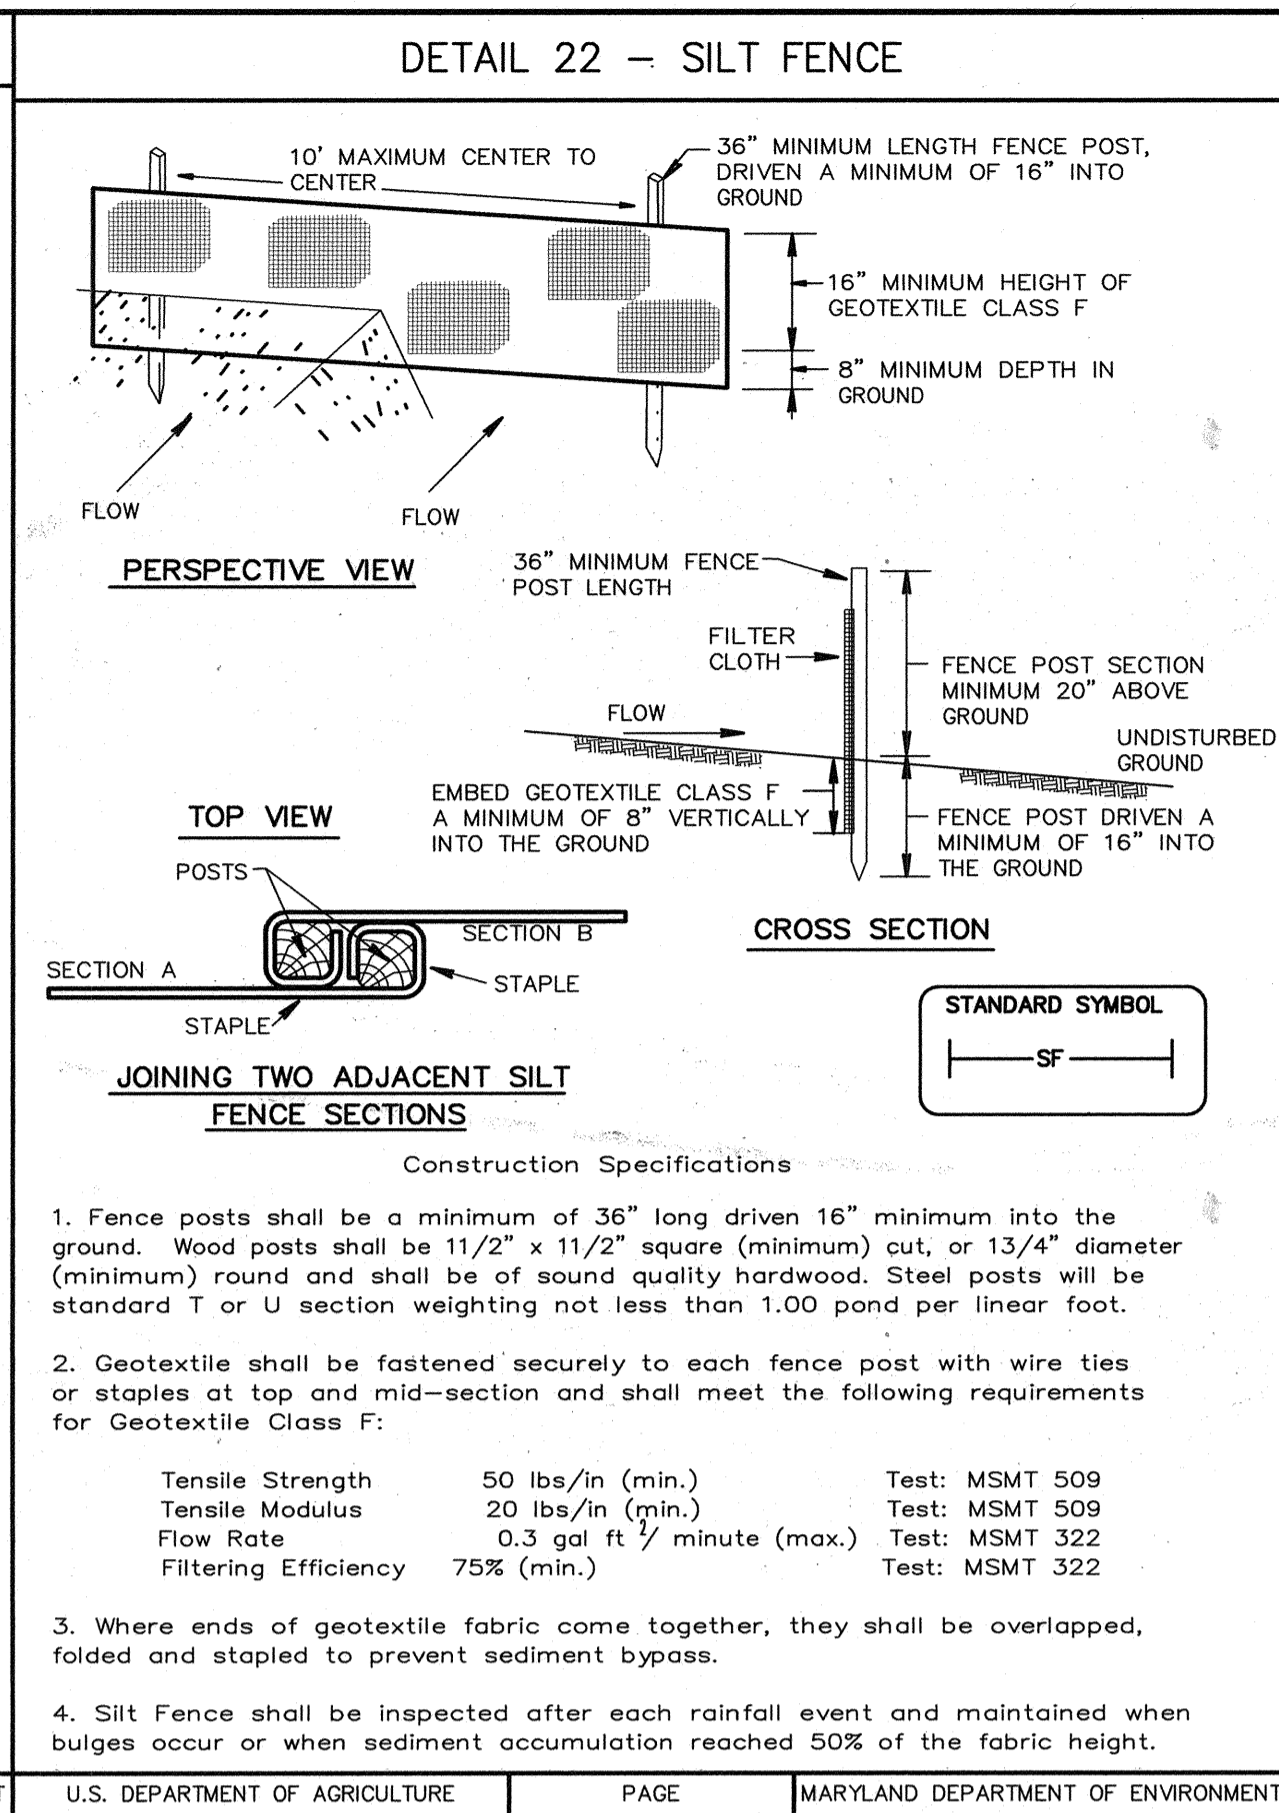 DETAIL 22 – SILT FENCE
10' MAXIMUM CENTER TO
CENTER
36" MINIMUM LENGTH FENCE POST,
DRIVEN A MINIMUM OF 16" INTO
GROUND
16" MINIMUM HEIGHT OF
GEOTEXTILE CLASS F
8" MINIMUM DEPTH IN
GROUND
FLOW
FLOW
PERSPECTIVE VIEW
36" MINIMUM FENCE
POST LENGTH
FILTER
CLOTH
FENCE POST SECTION
MINIMUM 20" ABOVE
GROUND
FLOW
UNDISTURBED
GROUND
EMBED GEOTEXTILE CLASS F
A MINIMUM OF 8" VERTICALLY
INTO THE GROUND
FENCE POST DRIVEN A
MINIMUM OF 16" INTO
THE GROUND
CROSS SECTION
TOP VIEW
POSTS
SECTION B
SECTION A
STAPLE
STAPLE
JOINING TWO ADJACENT SILT
FENCE SECTIONS
STANDARD SYMBOL
SF
Construction Specifications
1. Fence posts shall be a minimum of 36" long driven 16" minimum into the
ground. Wood posts shall be 11/2" x 11/2" square (minimum) cut, or 13/4" diameter
(minimum) round and shall be of sound quality hardwood. Steel posts will be
standard T or U section weighting not less than 1.00 pond per linear foot.
2. Geotextile shall be fastened securely to each fence post with wire ties
or staples at top and mid–section and shall meet the following requirements
for Geotextile Class F:
Tensile Strength 50 lbs/in (min.) Test: MSMT 509
Tensile Modulus 20 lbs/in (min.) Test: MSMT 509
Flow Rate 0.3 gal ft ²/ minute (max.) Test: MSMT 322
Filtering Efficiency 75% (min.) Test: MSMT 322
3. Where ends of geotextile fabric come together, they shall be overlapped,
folded and stapled to prevent sediment bypass.
4. Silt Fence shall be inspected after each rainfall event and maintained when
bulges occur or when sediment accumulation reached 50% of the fabric height.
T
U.S. DEPARTMENT OF AGRICULTURE
PAGE
MARYLAND DEPARTMENT OF ENVIRONMENT